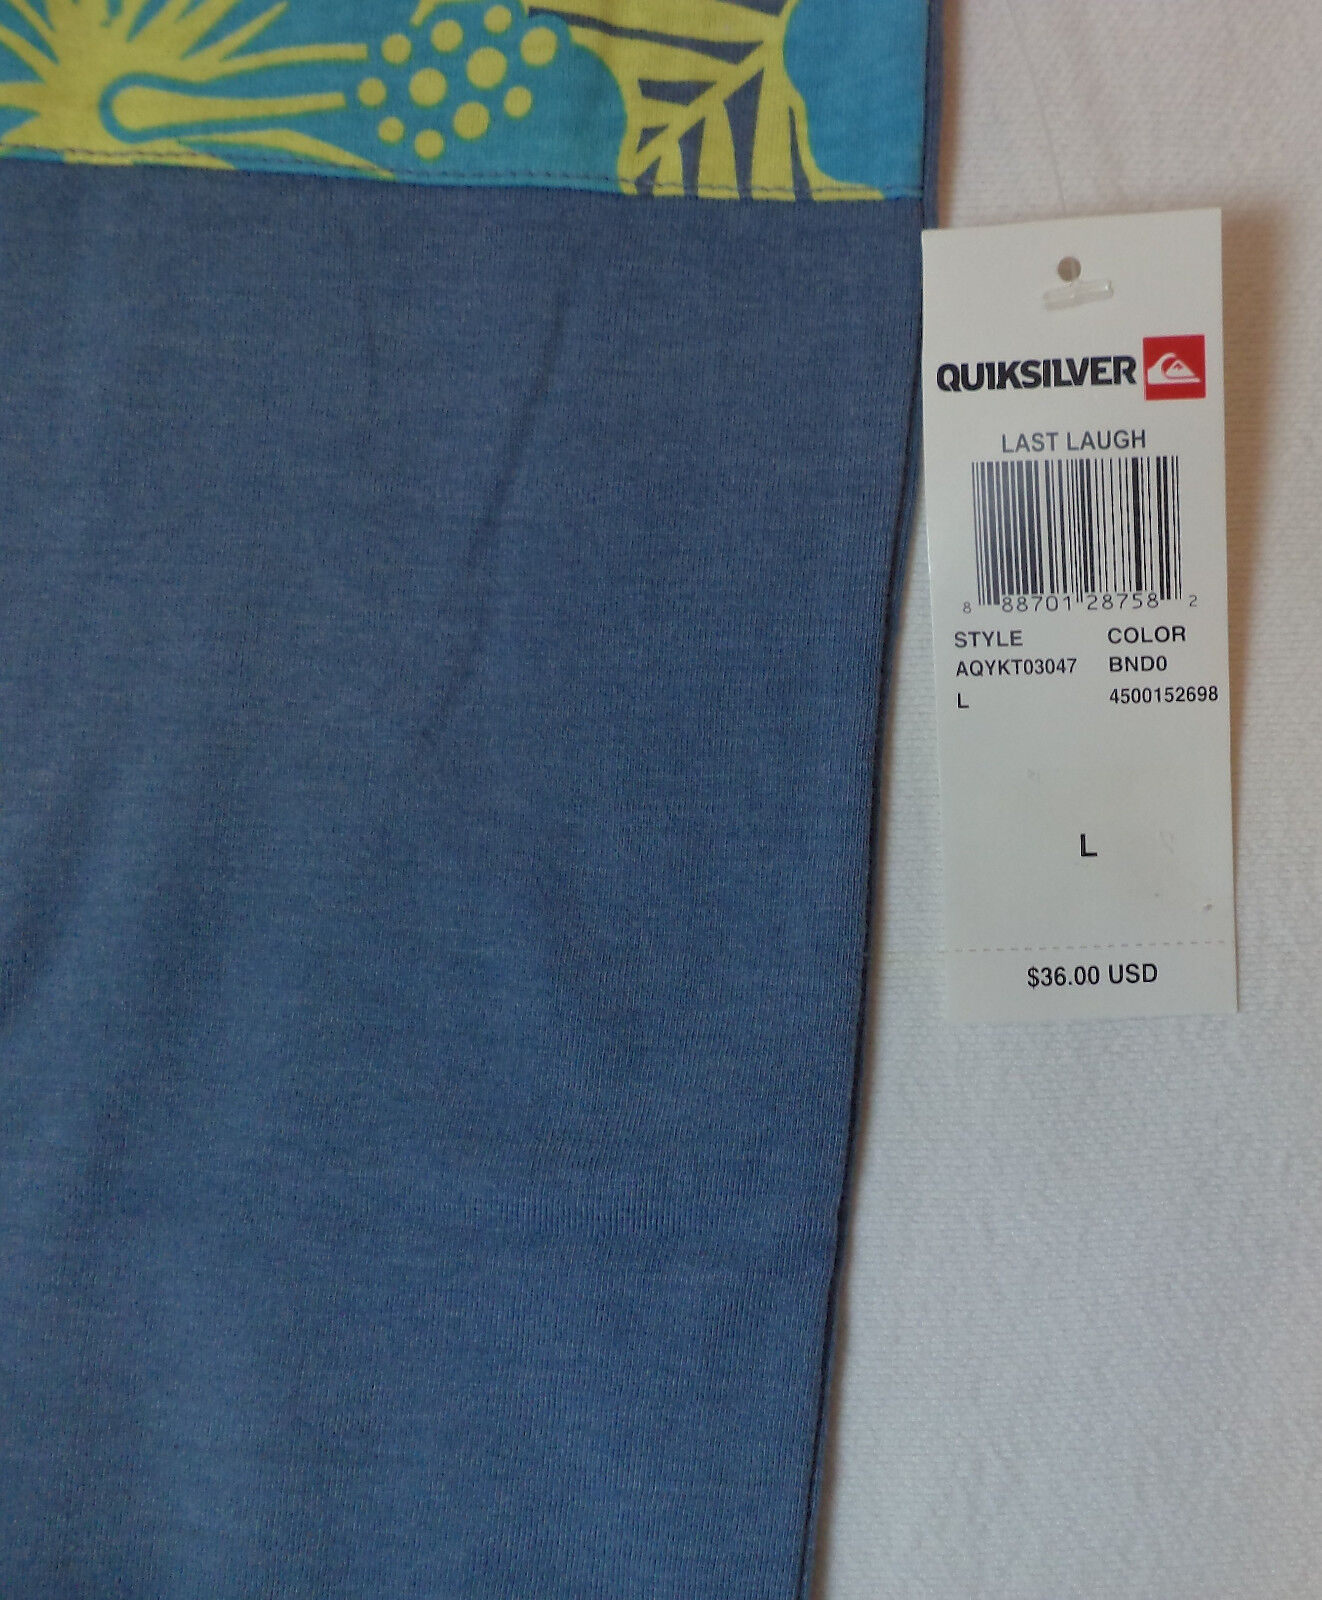 QUIKSILVER
LAST LAUGH
8 88701 28758 2
STYLE COLOR
AQYKT03047 BND0
L 4500152698
L
$36.00 USD